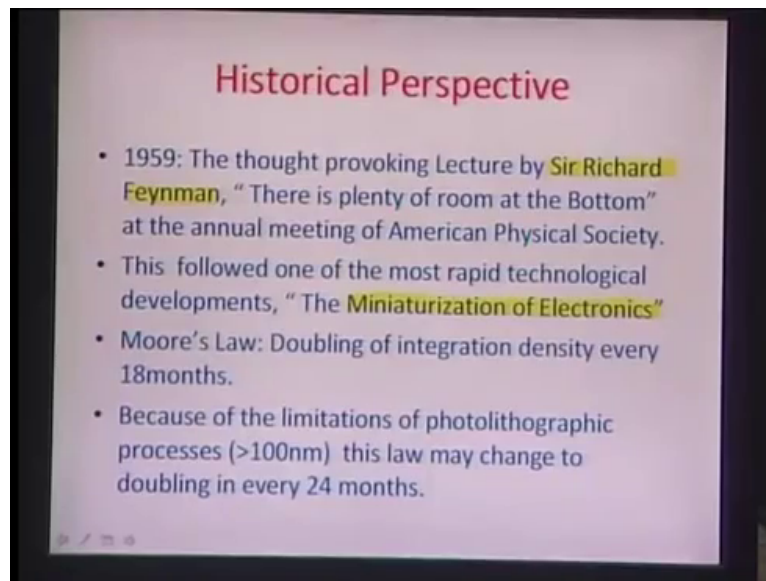 Historical Perspective
• 1959: The thought provoking Lecture by Sir Richard
Feynman, “ There is plenty of room at the Bottom”
at the annual meeting of American Physical Society.
• This followed one of the most rapid technological
developments, “ The Miniaturization of Electronics”
• Moore’s Law: Doubling of integration density every
18months.
• Because of the limitations of photolithographic
processes (>100nm) this law may change to
doubling in every 24 months.